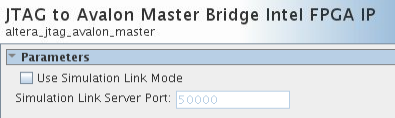 JTAG to Avalon Master Bridge Intel FPGA IP
altera_jtag_avalon_master
Parameters
Use Simulation Link Mode
Simulation Link Server Port: 50000